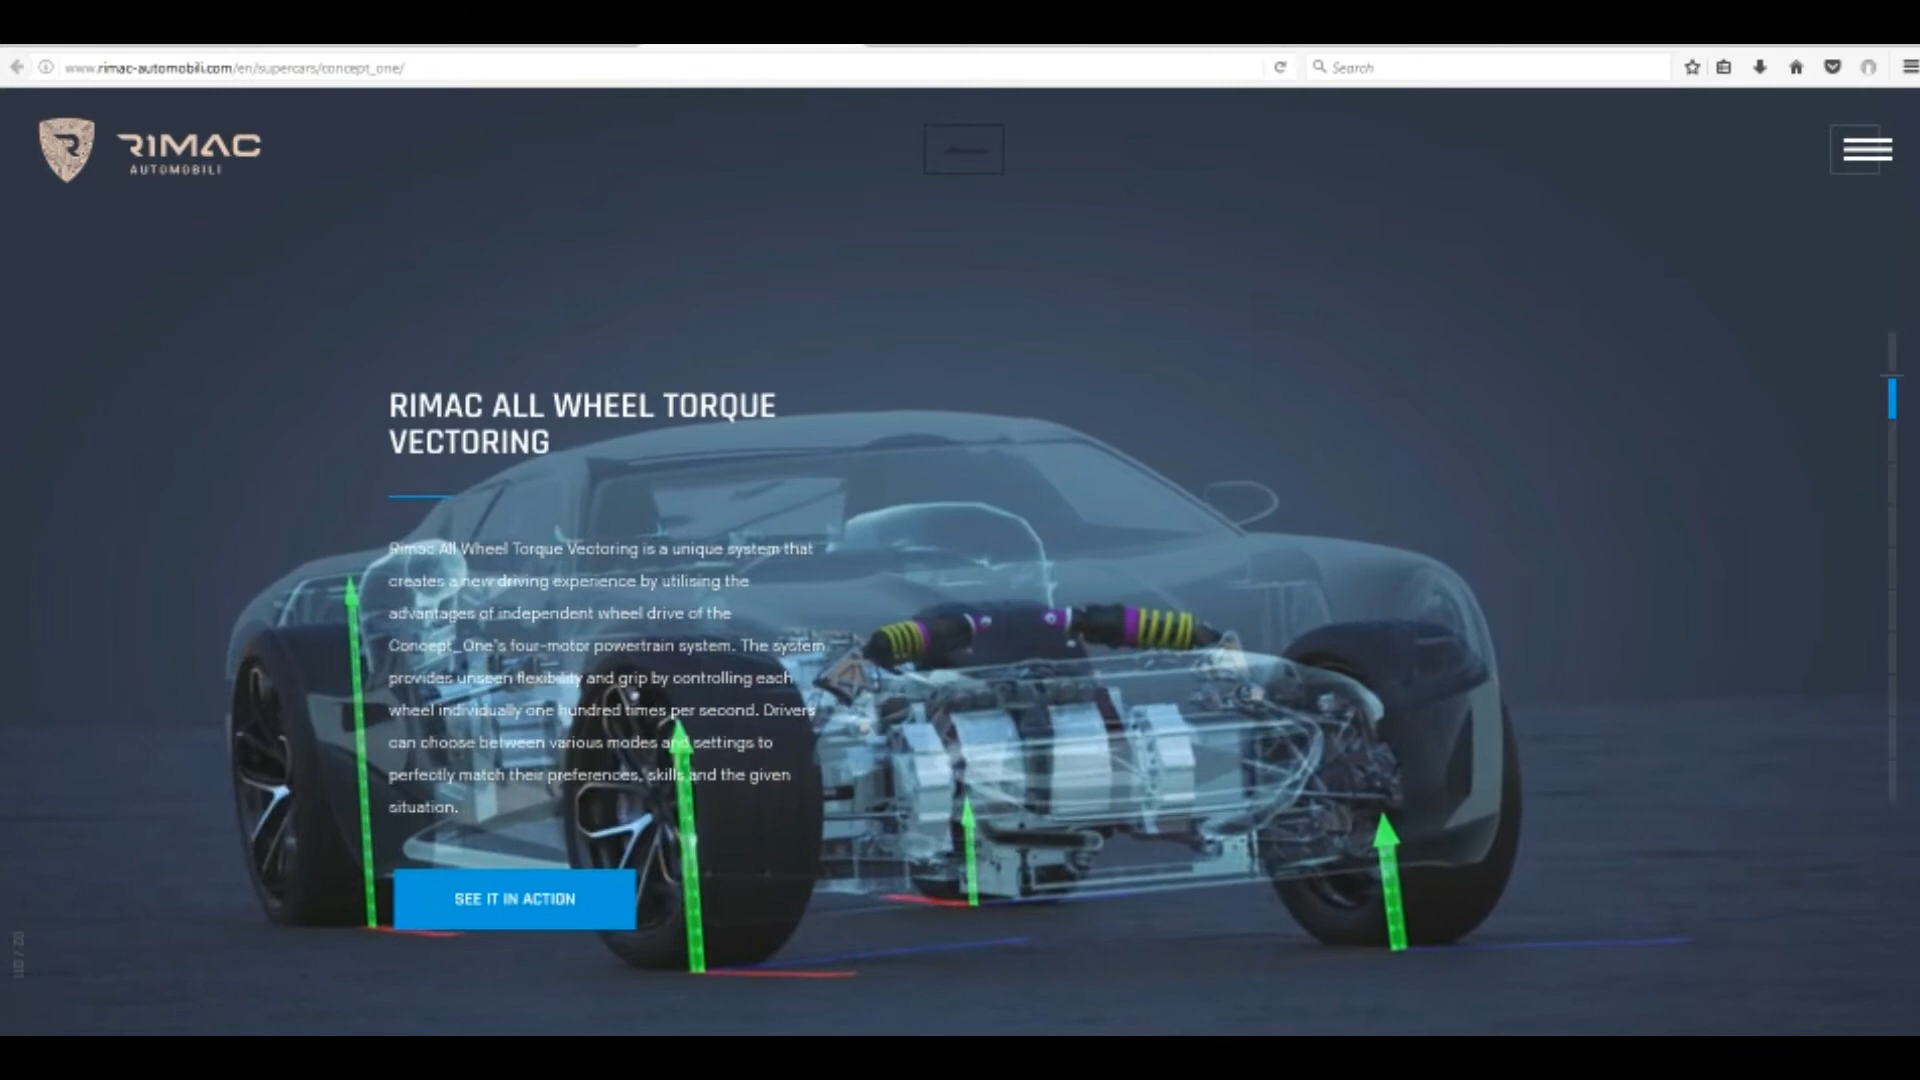 www.rimac-automobili.com/en/supercars/concept_one/
Search
RIMAC
AUTOMOBILI
RIMAC ALL WHEEL TORQUE
VECTORING
Rimac All Wheel Torque Vectoring is a unique system that
creates a new driving experience by utilising the
advantages of independent wheel drive of the
Concept_One's four-motor powertrain system. The system
provides unseen flexibility and grip by controlling each
wheel individually one hundred times per second. Drivers
can choose between various modes and settings to
perfectly match their preferences, skills and the given
situation.
SEE IT IN ACTION
02 / 011